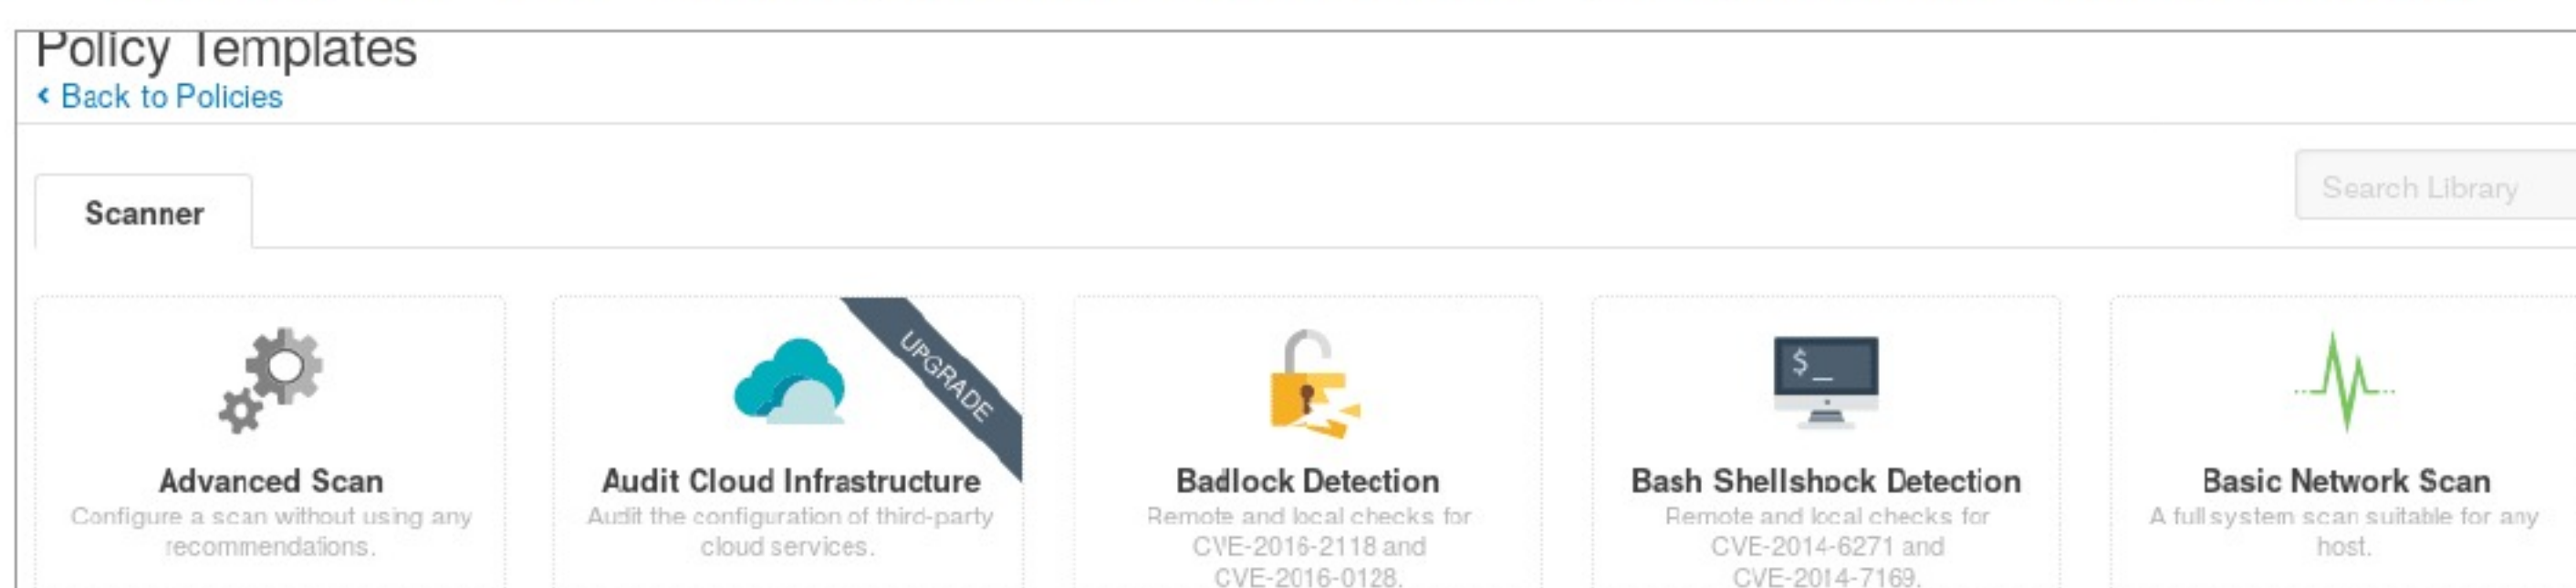 Policy Templates
Back to Policies
Scanner
Search Library
UPGRADE
Advanced Scan
Configure a scan without using any
recommendations.
Audit Cloud Infrastructure
Audit the configuration of third-party
cloud services.
Badlock Detection
Remote and local checks for
CVE-2016-2118 and
CVE-2016-0128.
Bash Shellshock Detection
Remote and local checks for
CVE-2014-6271 and
CVE-2014-7169.
Basic Network Scan
A full system scan suitable for any
host.
$_